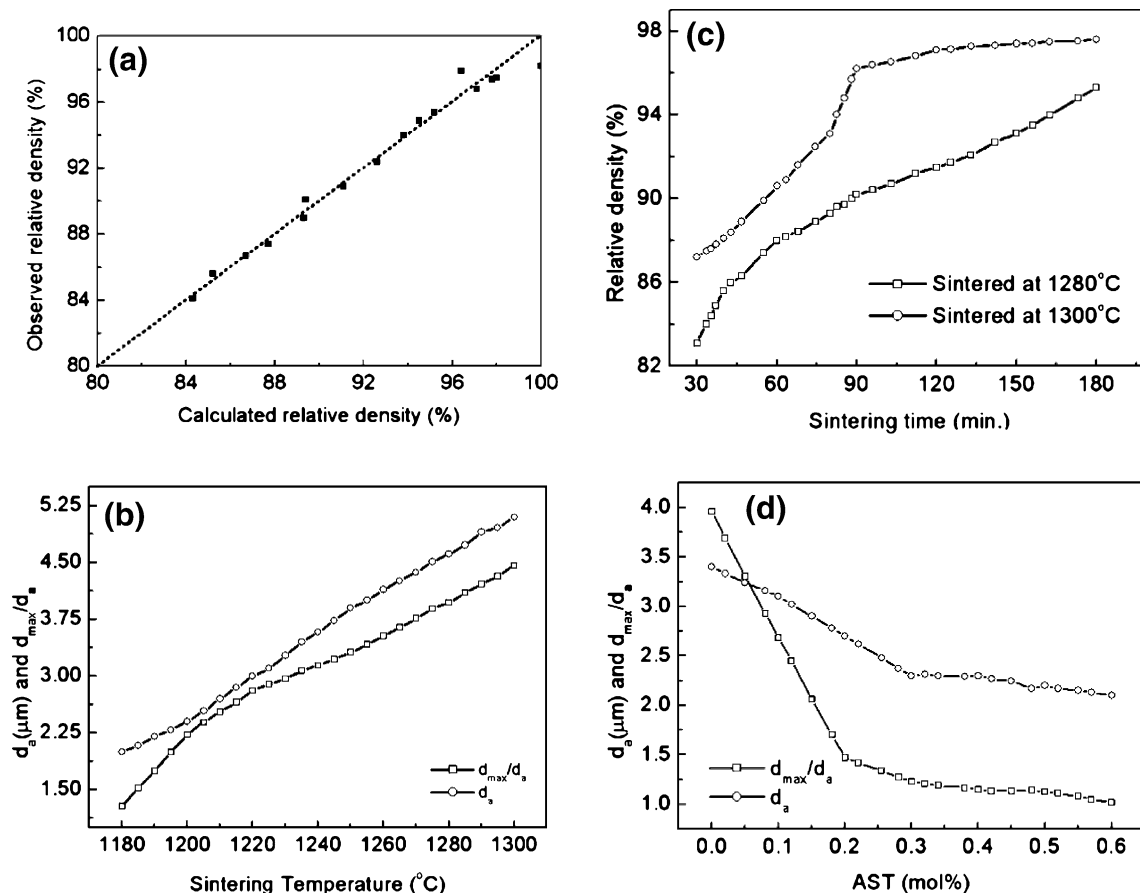 (a)
100
96
92
88
84
80
80 84 88 92 96 100
Observed relative density (%)
Calculated relative density (%)
(c)
98
94
90
86
82
30 60 90 120 150 180
Relative density (%)
Sintered at 1280°C
Sintered at 1300°C
Sintering time (min.)
(b)
5.25
4.50
3.75
3.00
2.25
1.50
1180 1200 1220 1240 1260 1280 1300
dₐ(μm) and dₘₐₓ/dₐ
dₘₐₓ/dₐ
dₐ
Sintering Temperature (°C)
(d)
4.0
3.5
3.0
2.5
2.0
1.5
1.0
0.0 0.1 0.2 0.3 0.4 0.5 0.6
dₐ(μm) and dₘₐₓ/dₐ
dₘₐₓ/dₐ
dₐ
AST (mol%)